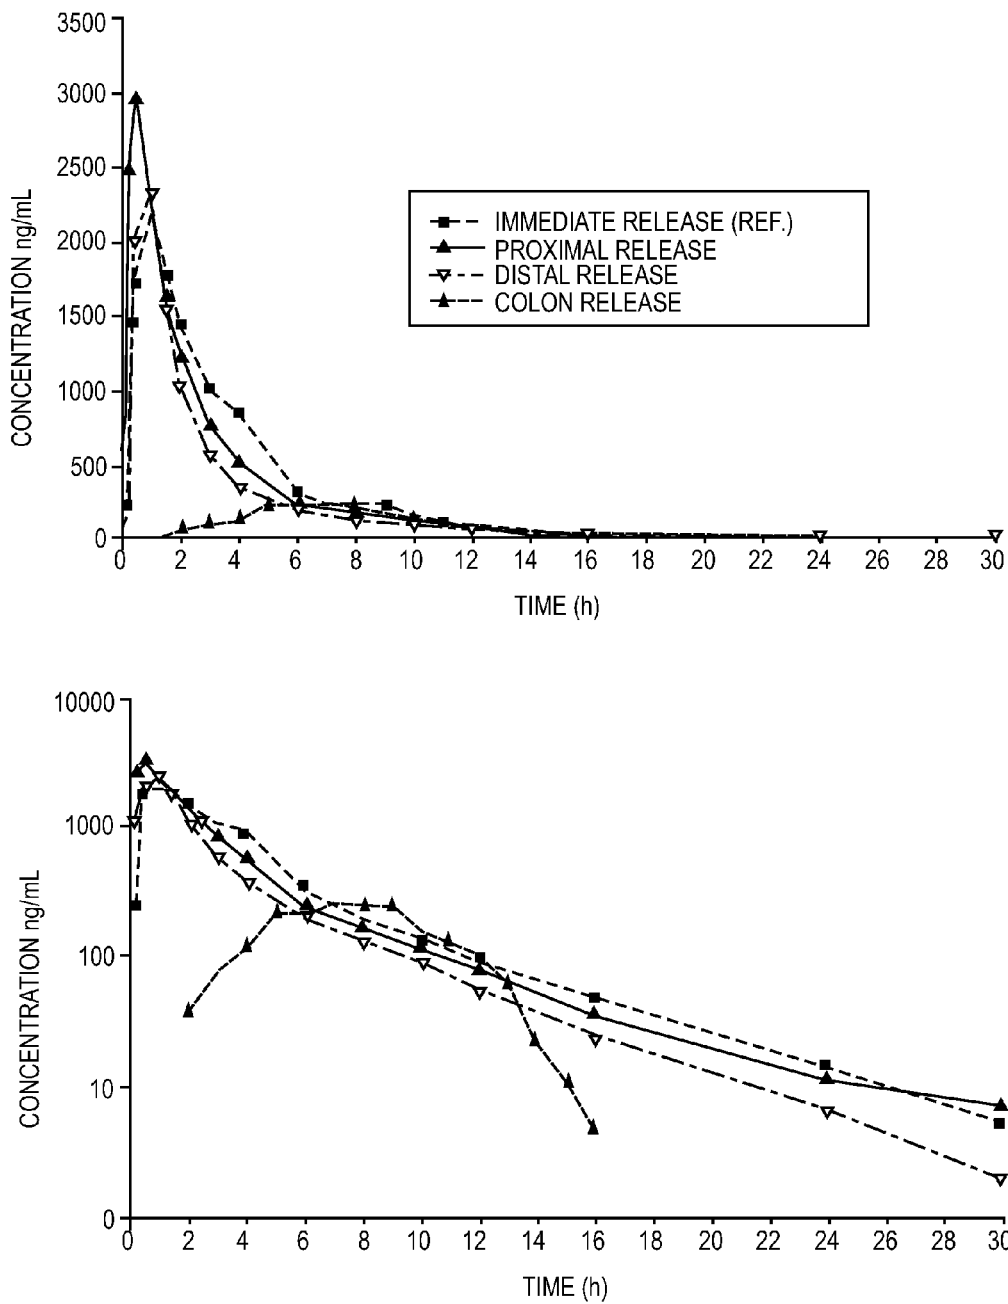 3500
3000
2500
2000
1500
1000
500
0
CONCENTRATION ng/mL
IMMEDIATE RELEASE (REF.)
PROXIMAL RELEASE
DISTAL RELEASE
COLON RELEASE
0 2 4 6 8 10 12 14 16 18 20 22 24 26 28 30
TIME (h)
10000
1000
100
10
0
CONCENTRATION ng/mL
0 2 4 6 8 10 12 14 16 18 20 22 24 26 28 30
TIME (h)